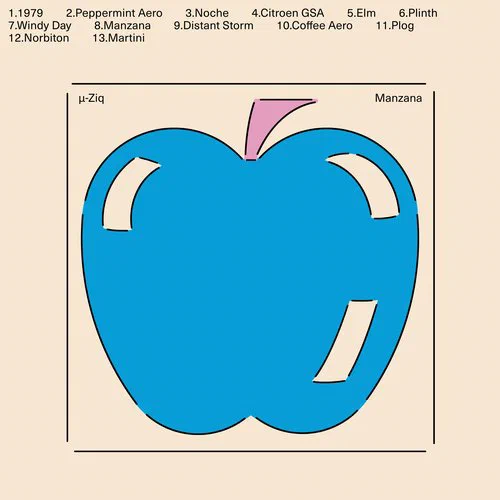 1.1979 2.Peppermint Aero 3.Noche 4.Citroen GSA 5.Elm 6.Plinth
7.Windy Day 8.Manzana 9.Distant Storm 10.Coffee Aero 11.Plog
12.Norbiton 13.Martini
µ-Ziq Manzana